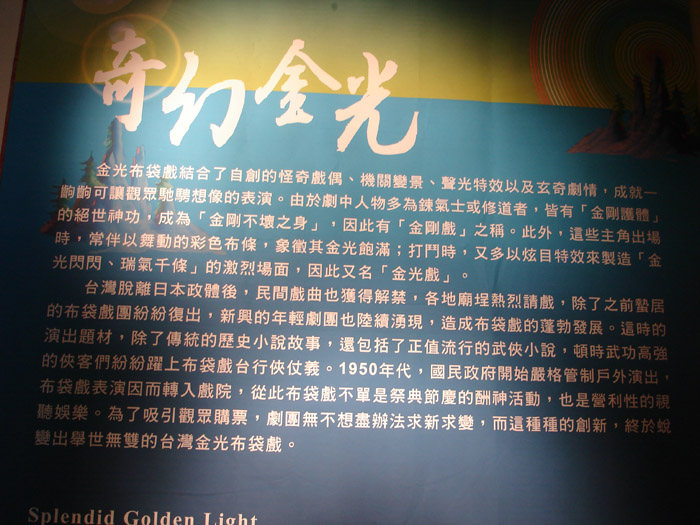 奇幻金光
金光布袋戲結合了自創的怪奇戲偶、機關變景、聲光特效以及玄奇劇情，成就一
齣齣可讓觀眾馳騁想像的表演。由於劇中人物多為鍊氣士或修道者，皆有「金剛護體」
的絕世神功，成為「金剛不壞之身」，因此有「金剛戲」之稱。此外，這些主角出場
時，常伴以舞動的彩色布條，象徵其金光飽滿；打鬥時，又多以炫目特效來製造「金
光閃閃、瑞氣千條」的激烈場面，因此又名「金光戲」。
台灣脫離日本政體後，民間戲曲也獲得解禁，各地廟埕熱烈請戲，除了之前蟄居
的布袋戲團紛紛復出，新興的年輕劇團也陸續湧現，造成布袋戲的蓬勃發展。這時的
演出題材，除了傳統的歷史小說故事，還包括了正值流行的武俠小說，頓時武功高強
的俠客們紛紛躍上布袋戲台行俠仗義。1950年代，國民政府開始嚴格管制戶外演出，
布袋戲表演因而轉入戲院，從此布袋戲不單是祭典節慶的酬神活動，也是營利性的視
聽娛樂。為了吸引觀眾購票，劇團無不想盡辦法求新求變，而這種種的創新，終於蛻
變出舉世無雙的台灣金光布袋戲。
Splendid Golden Light